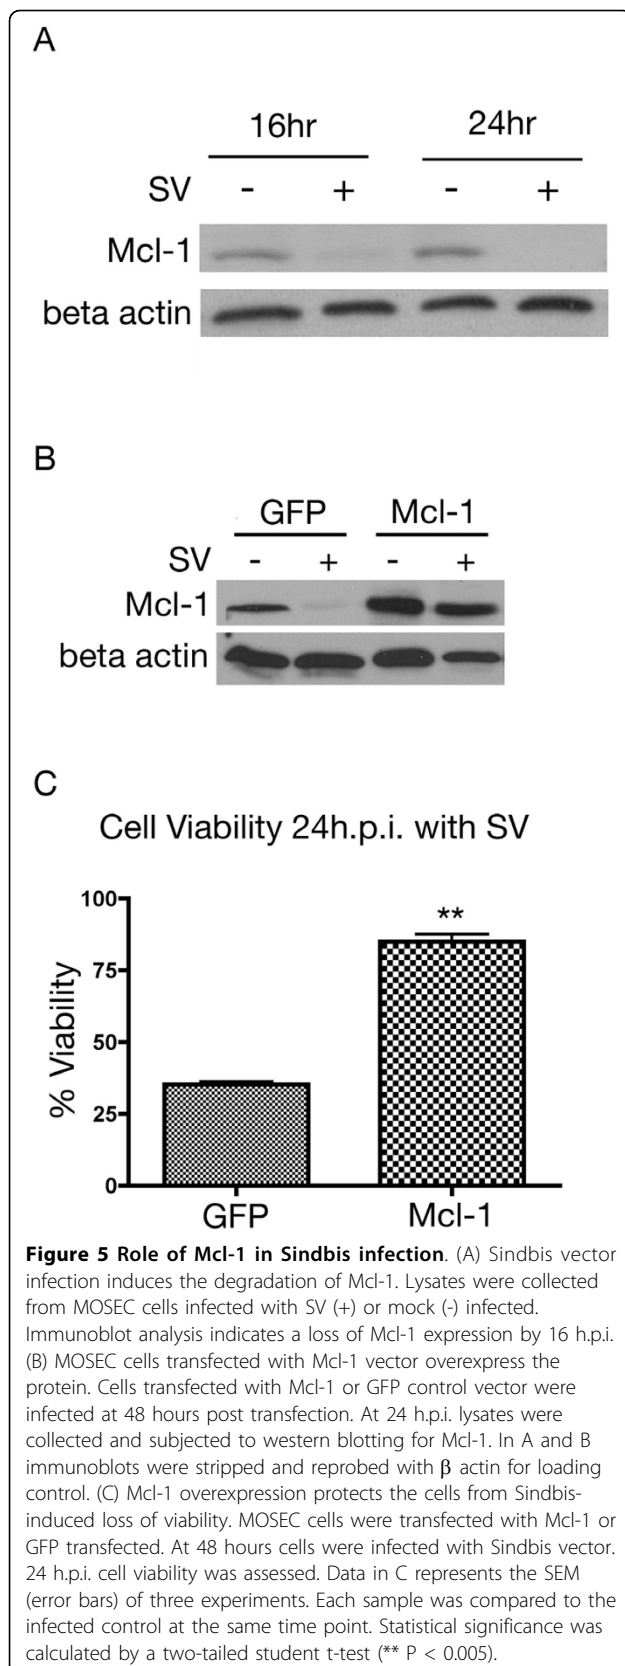 A
16hr 24hr
SV - + - +
Mcl-1
beta actin
B
GFP Mcl-1
SV - + - +
Mcl-1
beta actin
C
Cell Viability 24h.p.i. with SV
100
75
50
25
0
% Viability
**
GFP Mcl-1
Figure 5 Role of Mcl-1 in Sindbis infection. (A) Sindbis vector
infection induces the degradation of Mcl-1. Lysates were collected
from MOSEC cells infected with SV (+) or mock (-) infected.
Immunoblot analysis indicates a loss of Mcl-1 expression by 16 h.p.i.
(B) MOSEC cells transfected with Mcl-1 vector overexpress the
protein. Cells transfected with Mcl-1 or GFP control vector were
infected at 48 hours post transfection. At 24 h.p.i. lysates were
collected and subjected to western blotting for Mcl-1. In A and B
immunoblots were stripped and reprobed with β actin for loading
control. (C) Mcl-1 overexpression protects the cells from Sindbis-
induced loss of viability. MOSEC cells were transfected with Mcl-1 or
GFP transfected. At 48 hours cells were infected with Sindbis vector.
24 h.p.i. cell viability was assessed. Data in C represents the SEM
(error bars) of three experiments. Each sample was compared to the
infected control at the same time point. Statistical significance was
calculated by a two-tailed student t-test (** P < 0.005).